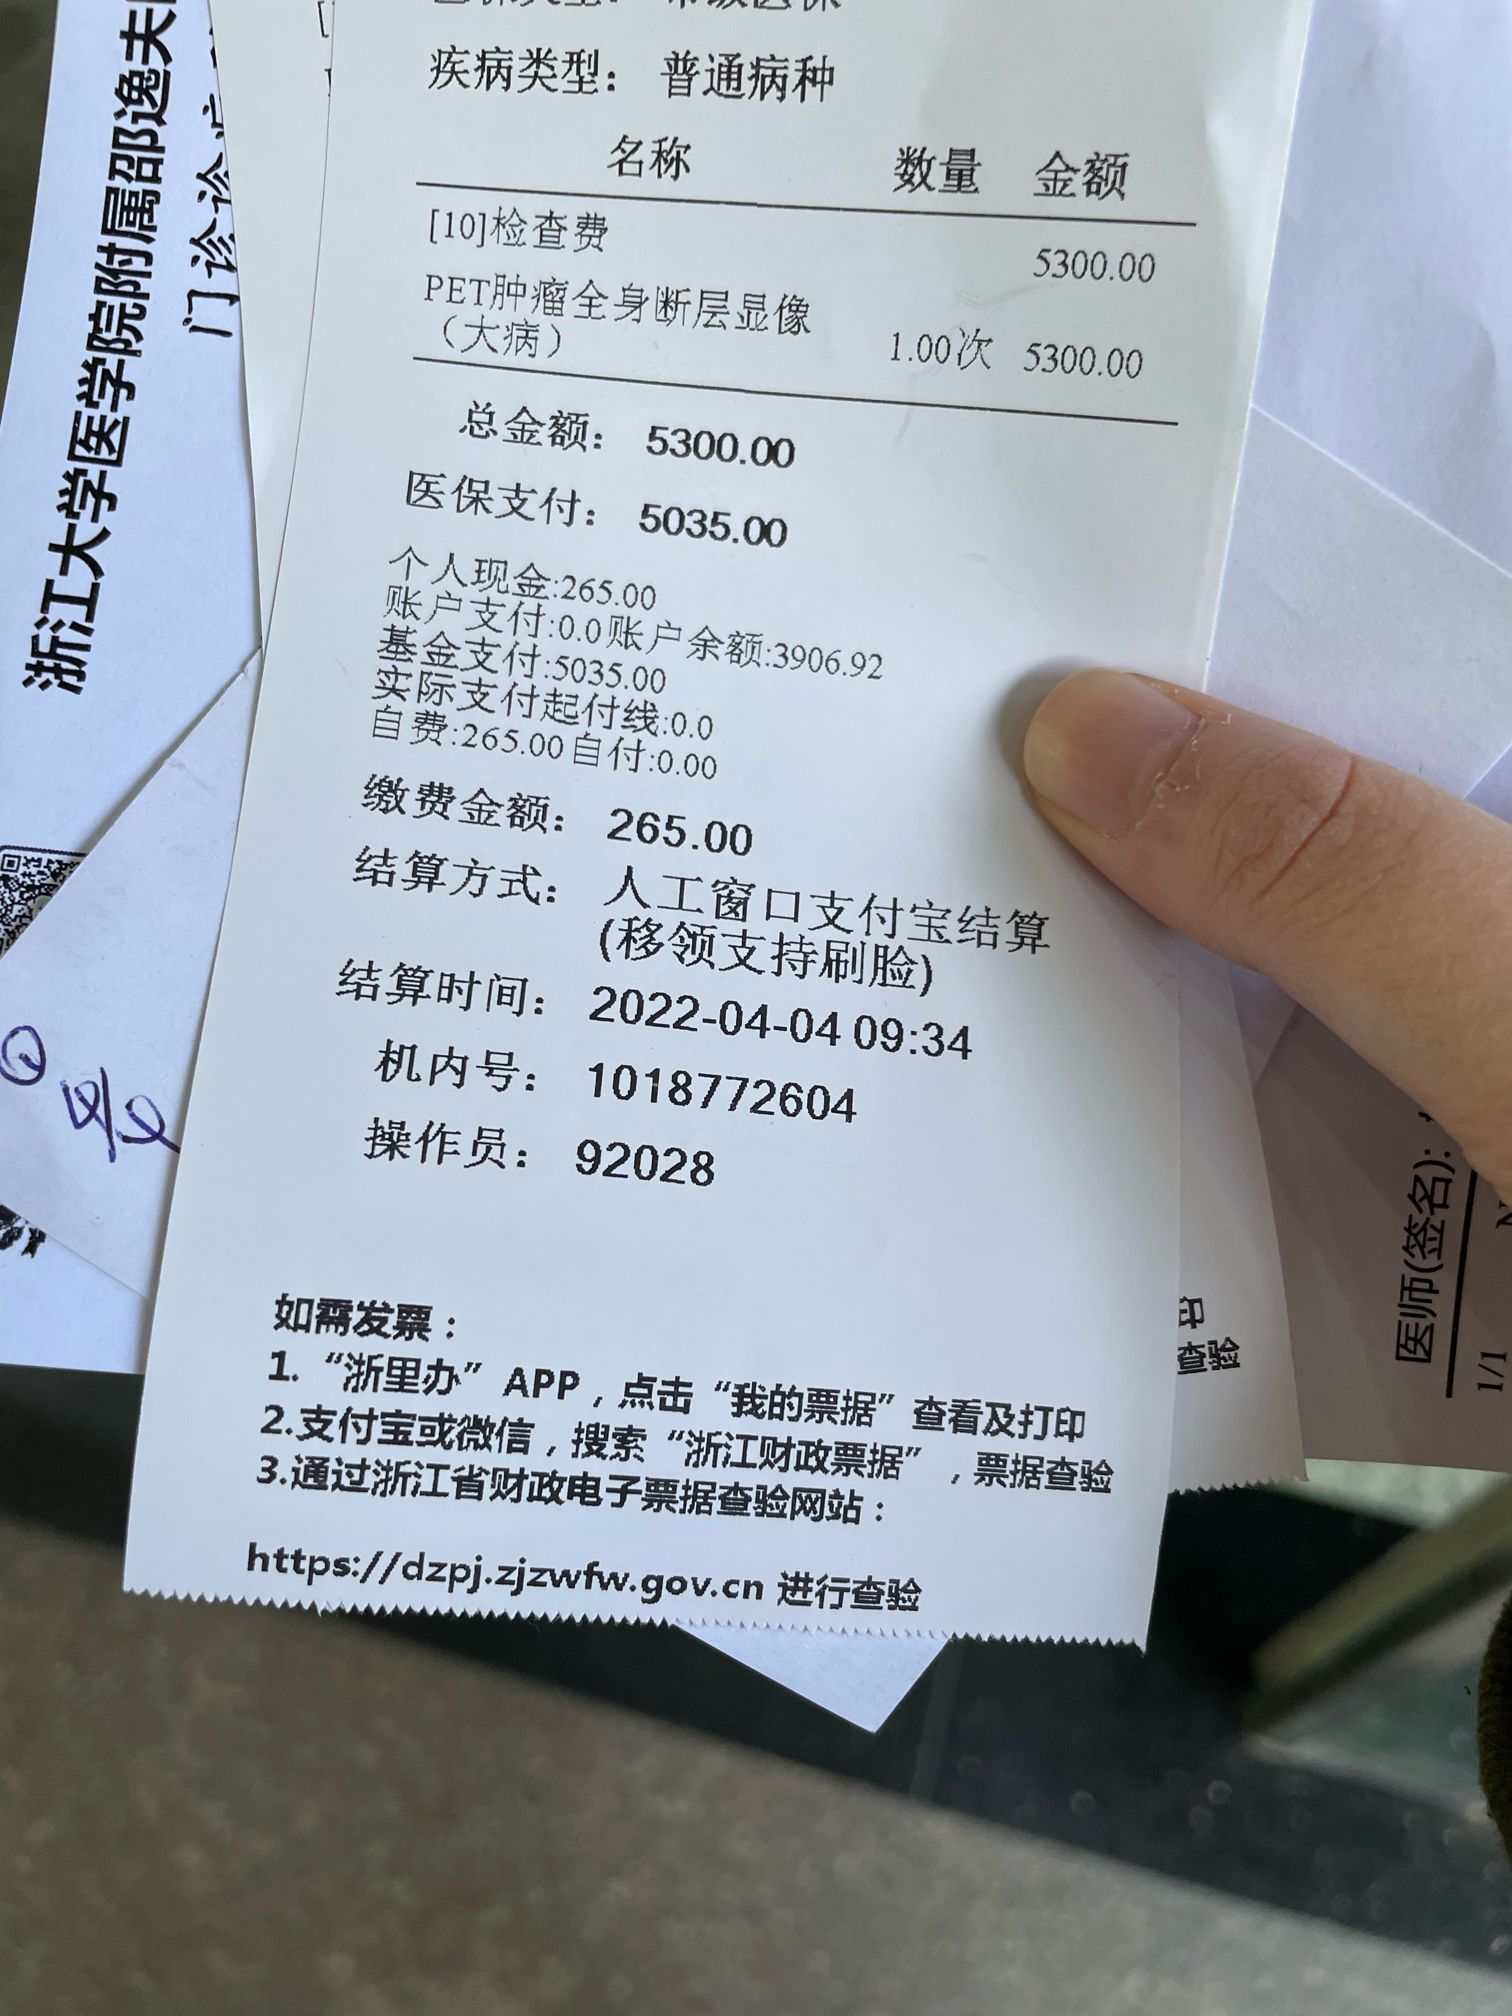 疾病类型： 普通病种
名称 数量 金额
[10]检查费 5300.00
PET肿瘤全身断层显像
（大病） 1.00次 5300.00
总金额： 5300.00
医保支付： 5035.00
个人现金:265.00
账户支付:0.0账户余额:3906.92
基金支付:5035.00
实际支付起付线:0.0
自费:265.00自付:0.00
缴费金额： 265.00
结算方式： 人工窗口支付宝结算
(移领支持刷脸)
结算时间： 2022-04-04 09:34
机内号： 1018772604
操作员： 92028
如需发票：
1.“浙里办”APP，点击“我的票据”查看及打印
2.支付宝或微信，搜索“浙江财政票据”，票据查验
3.通过浙江省财政电子票据查验网站：
https://dzpj.zjzwfw.gov.cn 进行查验
浙江大学医学院附属邵逸夫
门诊诊
印
查验
医师(签名):
1/1